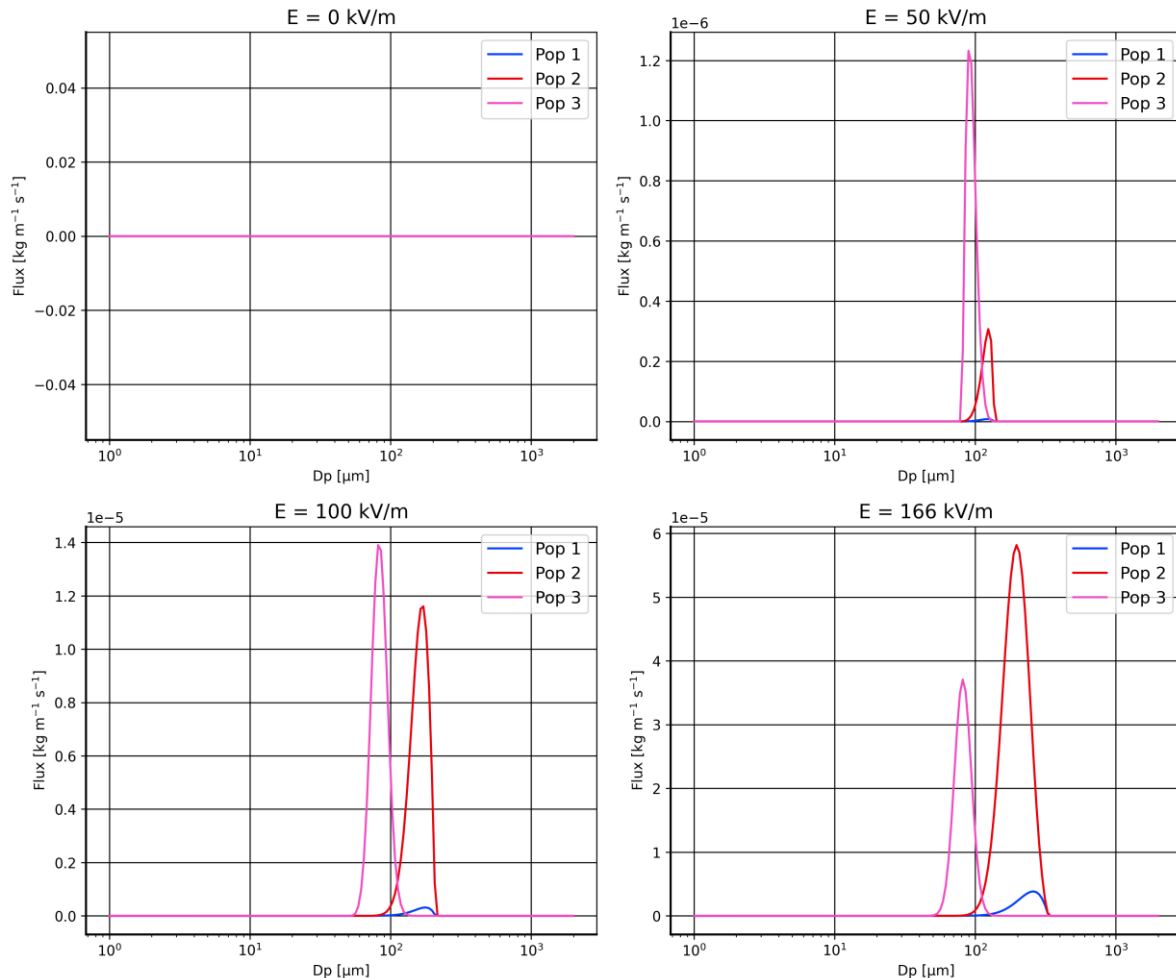 E = 0 kV/m
Pop 1
Pop 2
Pop 3
0.04
0.02
0.00
−0.02
−0.04
Flux [kg m⁻¹ s⁻¹]
10⁰
10¹
10²
10³
Dp [µm]
E = 50 kV/m
1e−6
Pop 1
Pop 2
Pop 3
1.2
1.0
0.8
0.6
0.4
0.2
0.0
Flux [kg m⁻¹ s⁻¹]
10⁰
10¹
10²
10³
Dp [µm]
E = 100 kV/m
1e−5
Pop 1
Pop 2
Pop 3
1.4
1.2
1.0
0.8
0.6
0.4
0.2
0.0
Flux [kg m⁻¹ s⁻¹]
10⁰
10¹
10²
10³
Dp [µm]
E = 166 kV/m
1e−5
Pop 1
Pop 2
Pop 3
6
5
4
3
2
1
0
Flux [kg m⁻¹ s⁻¹]
10⁰
10¹
10²
10³
Dp [µm]